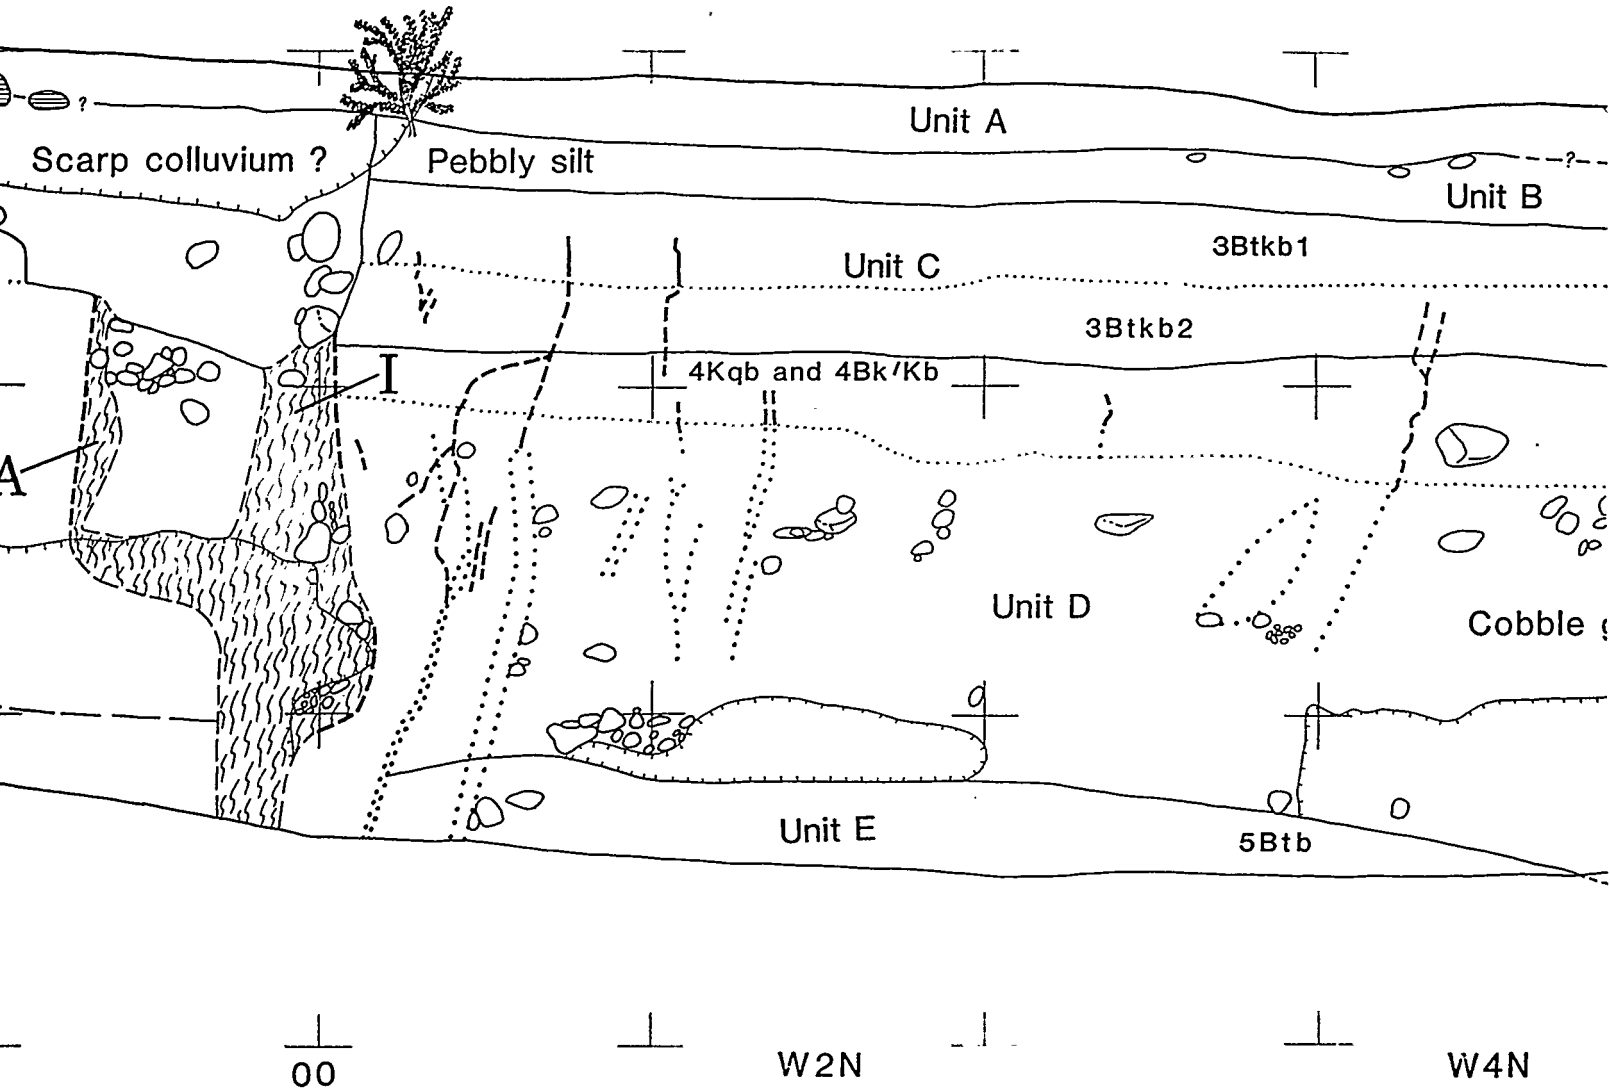 Unit A
?
Scarp colluvium ?
Pebbly silt
?
Unit B
Unit C
3Btkb1
3Btkb2
I
4Kqb and 4Bk'/Kb
A
Unit D
Cobble
Unit E
5Btb
00
W2N
W4N